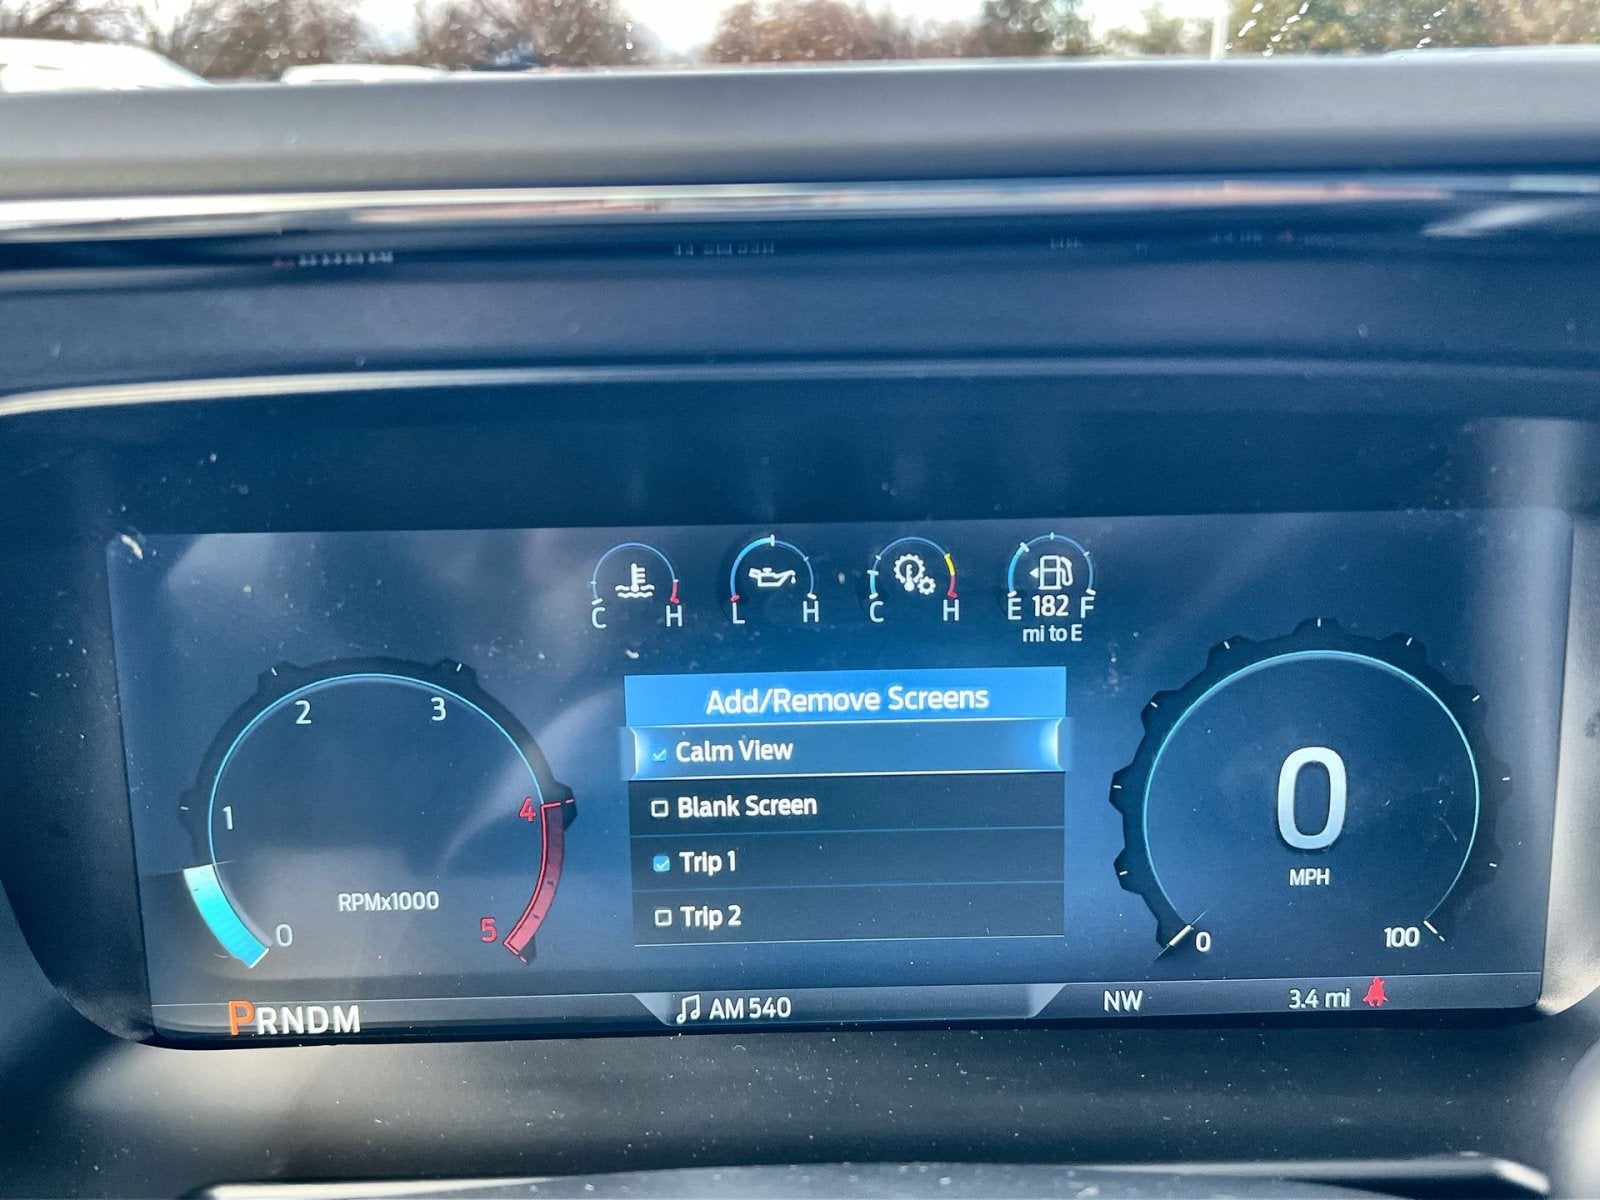 C H
L H
C H
E 182 F
mi to E
Add/Remove Screens
Calm View
Blank Screen
Trip 1
Trip 2
2 3
1 4
RPMx1000
0 5
0
MPH
0 100
PRNDM
AM 540
NW
3.4 mi